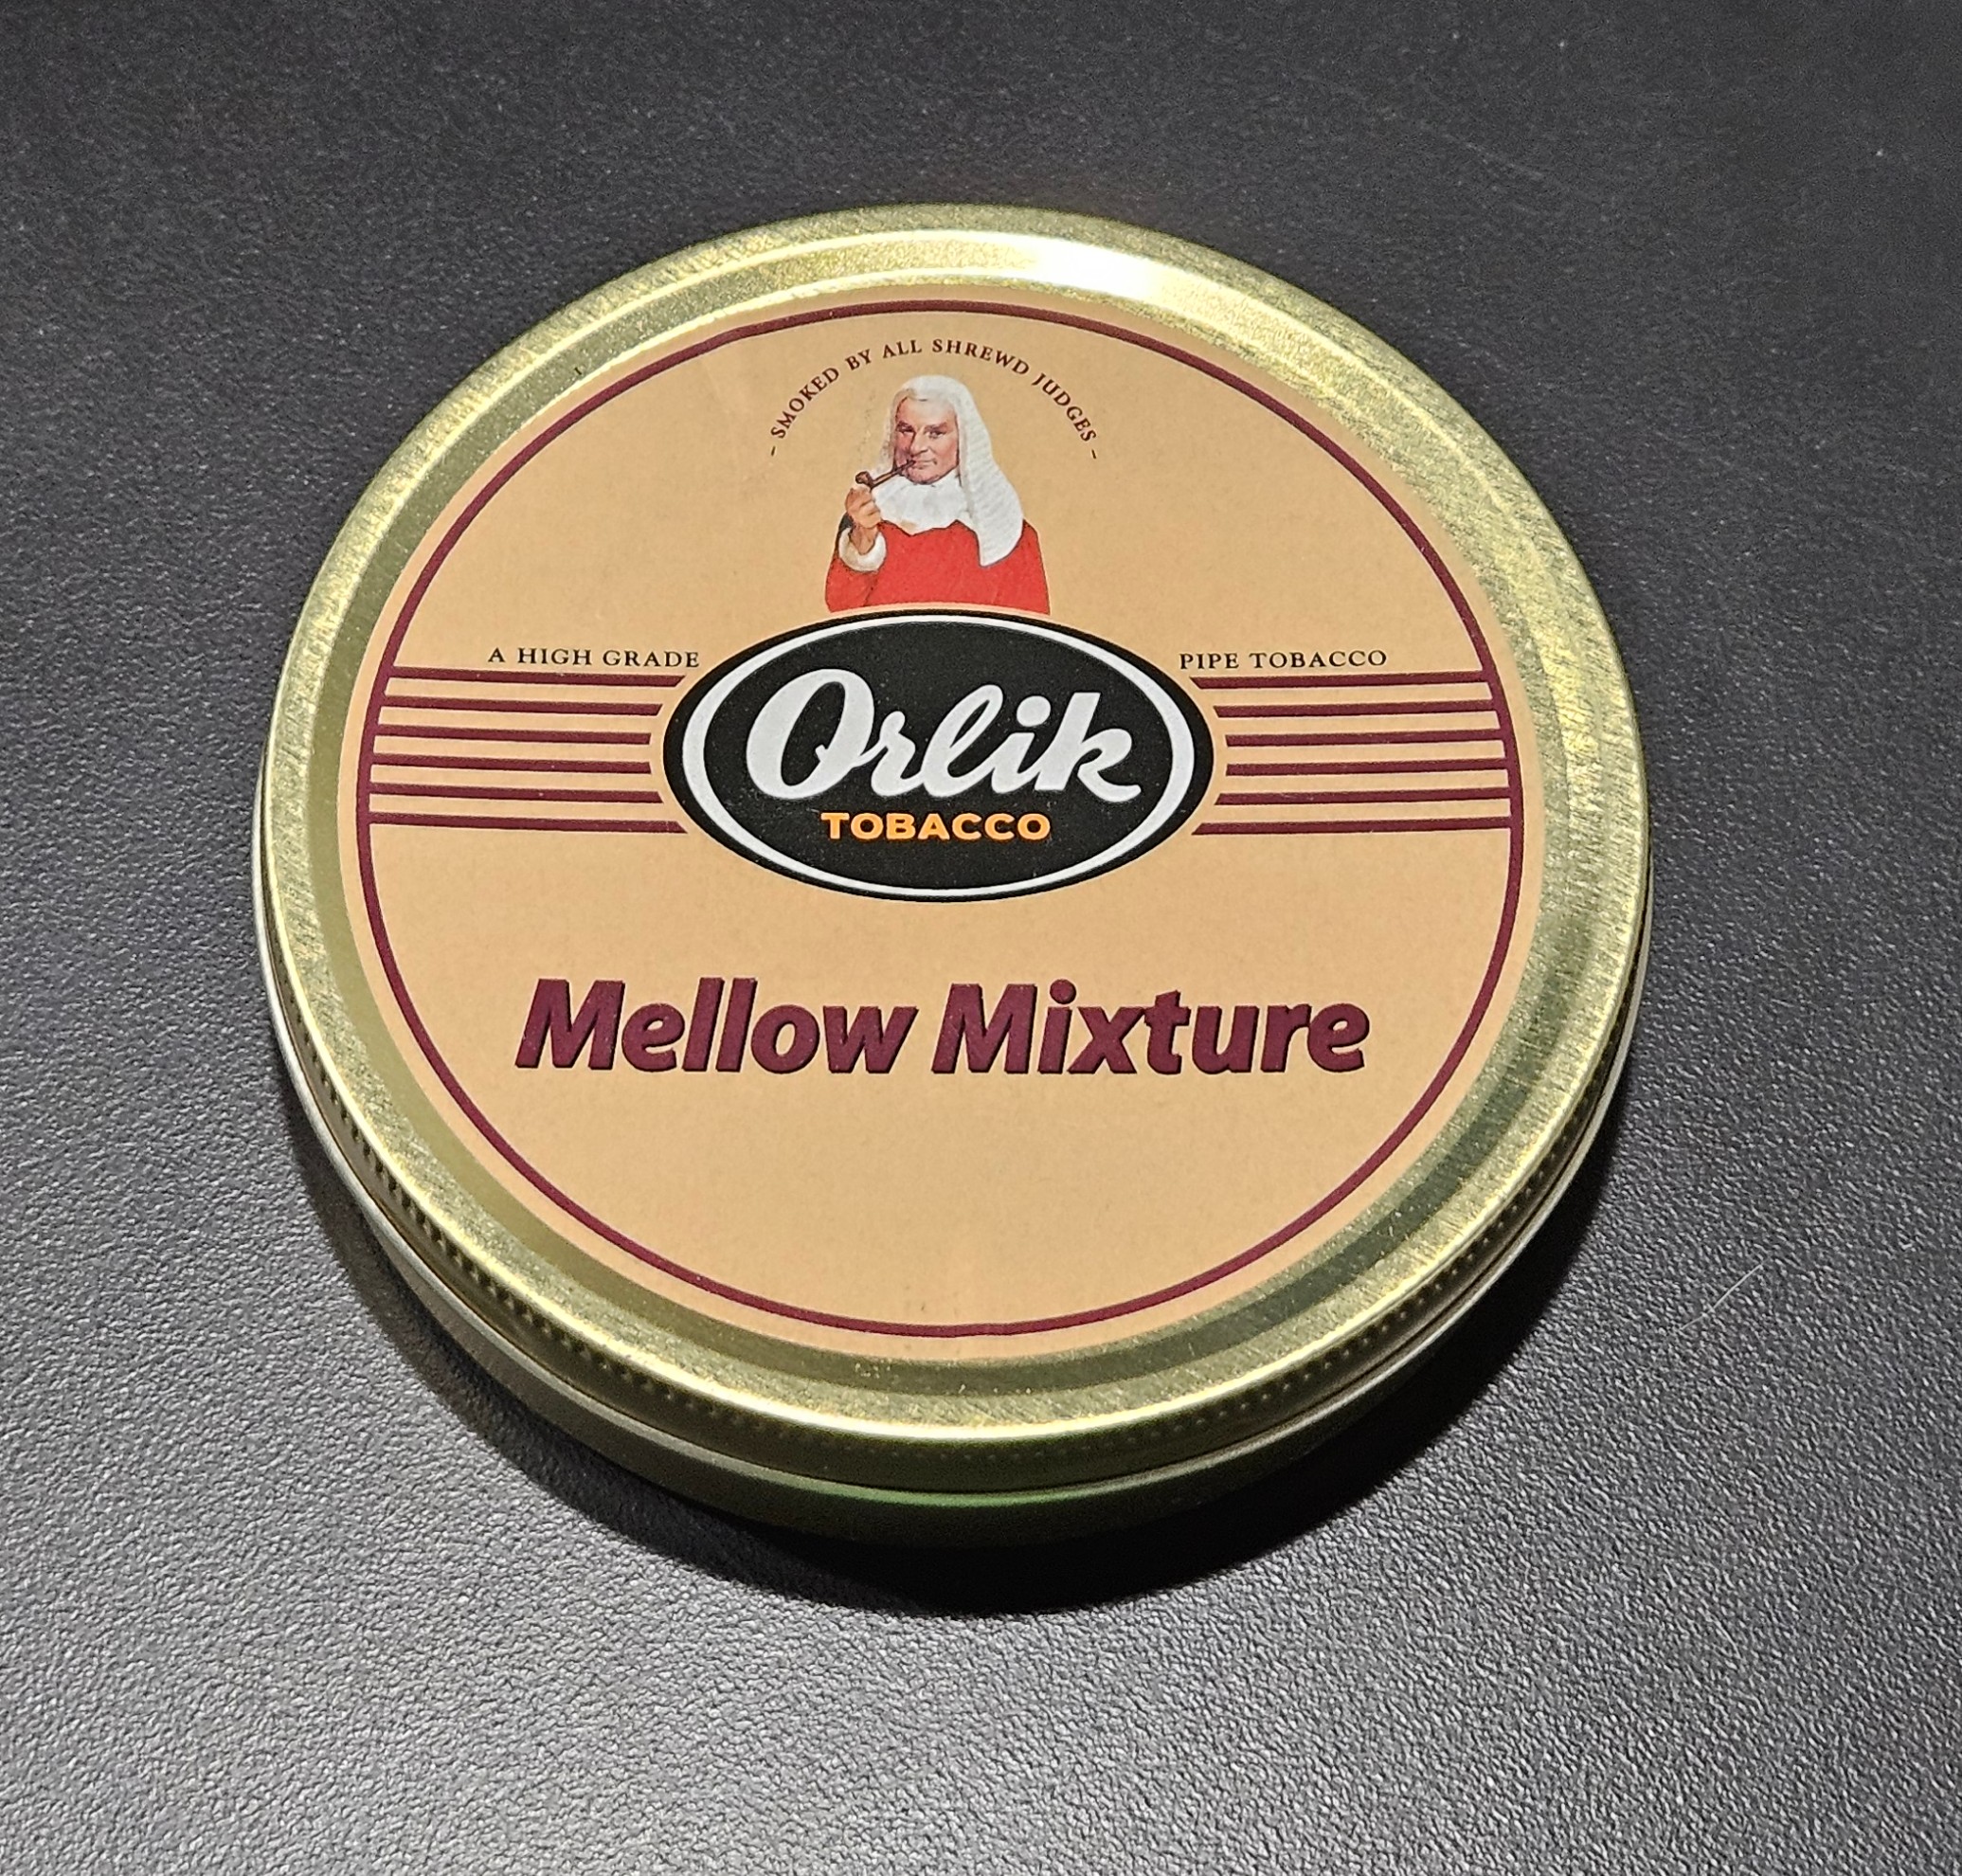 - SMOKED BY ALL SHREWD JUDGES -
A HIGH GRADE
PIPE TOBACCO
Orlik
TOBACCO
Mellow Mixture